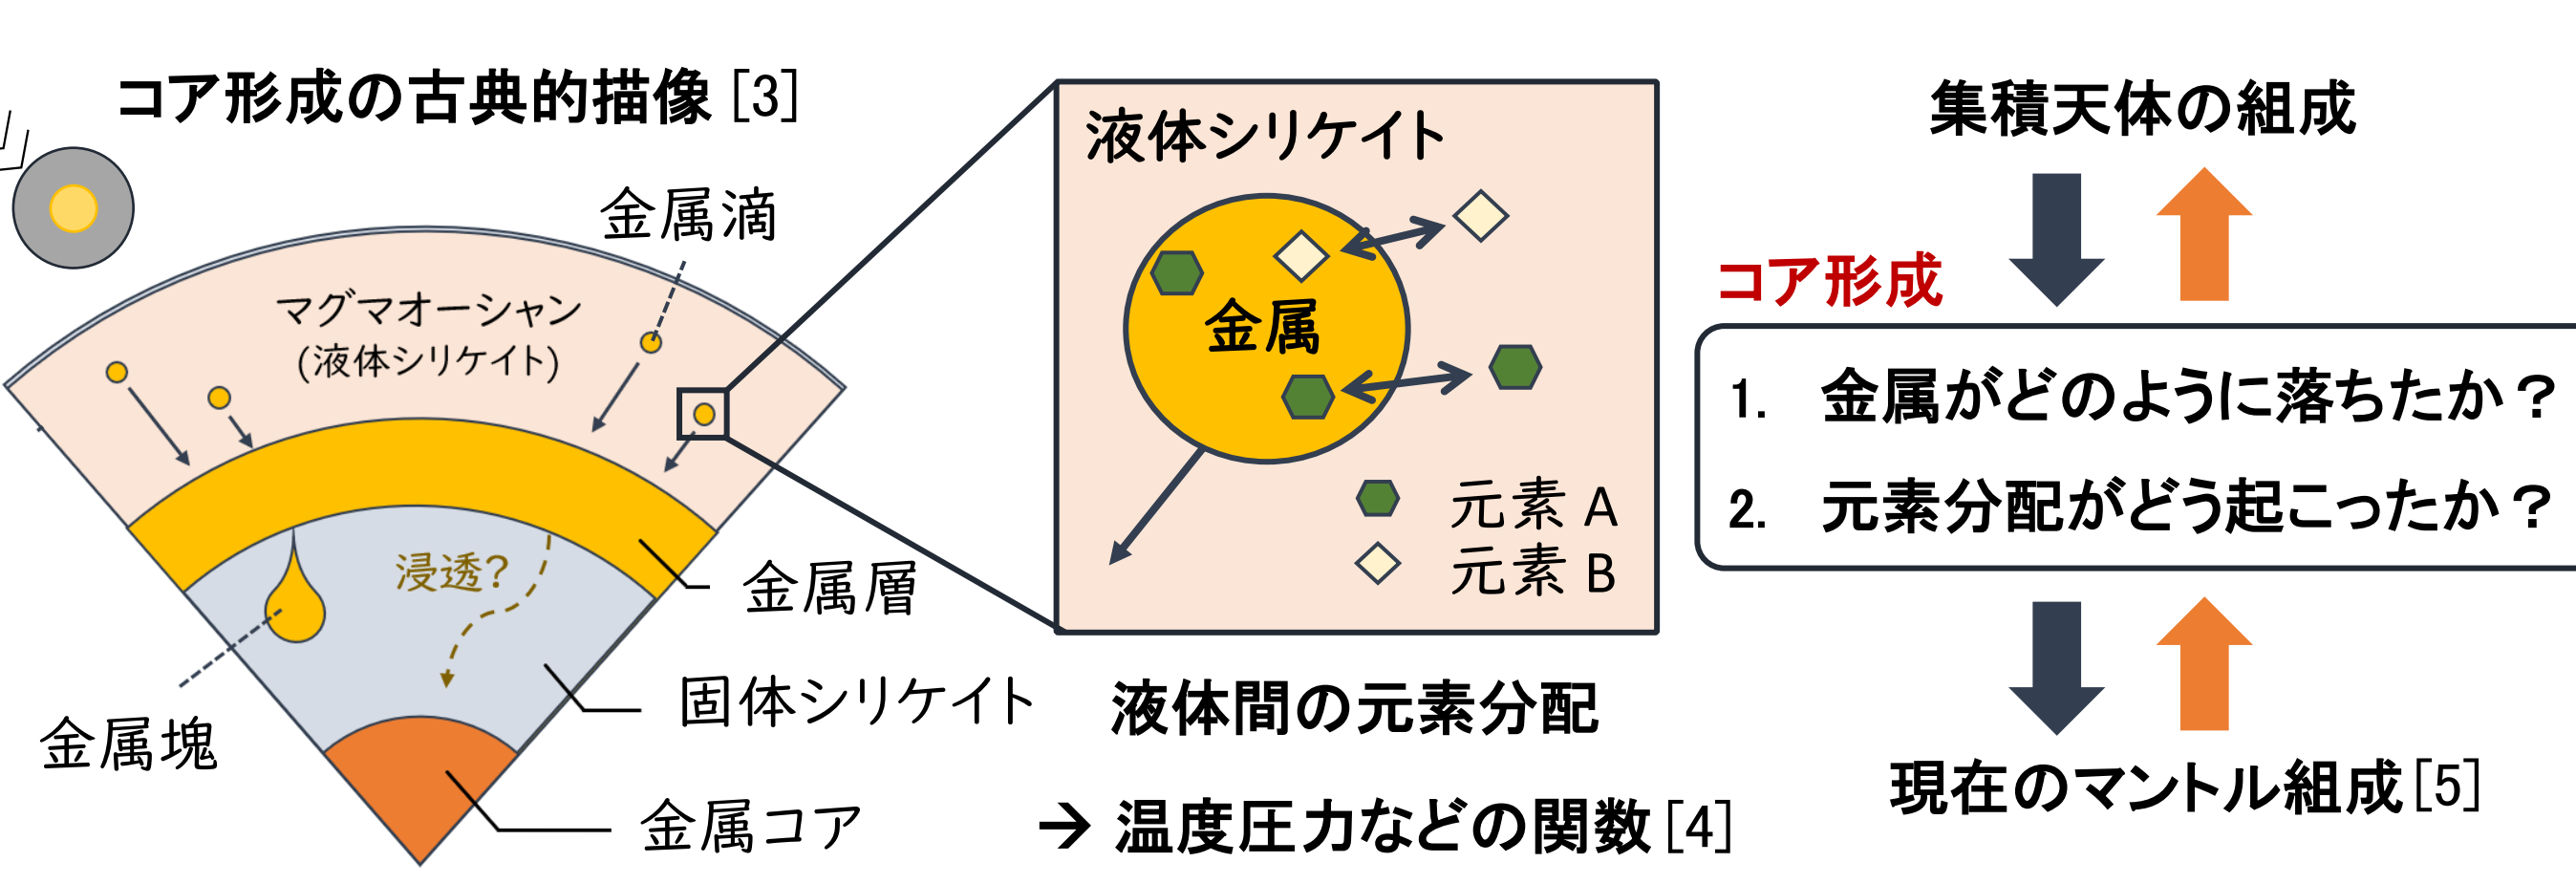 コア形成の古典的描像[3]
金属滴
マグマオーシャン
(液体シリケイト)
浸透?
金属層
固体シリケイト
金属塊
金属コア
液体シリケイト
金属
元素 A
元素 B
液体間の元素分配
→ 温度圧力などの関数[4]
集積天体の組成
コア形成
1. 金属がどのように落ちたか？
2. 元素分配がどう起こったか？
現在のマントル組成[5]